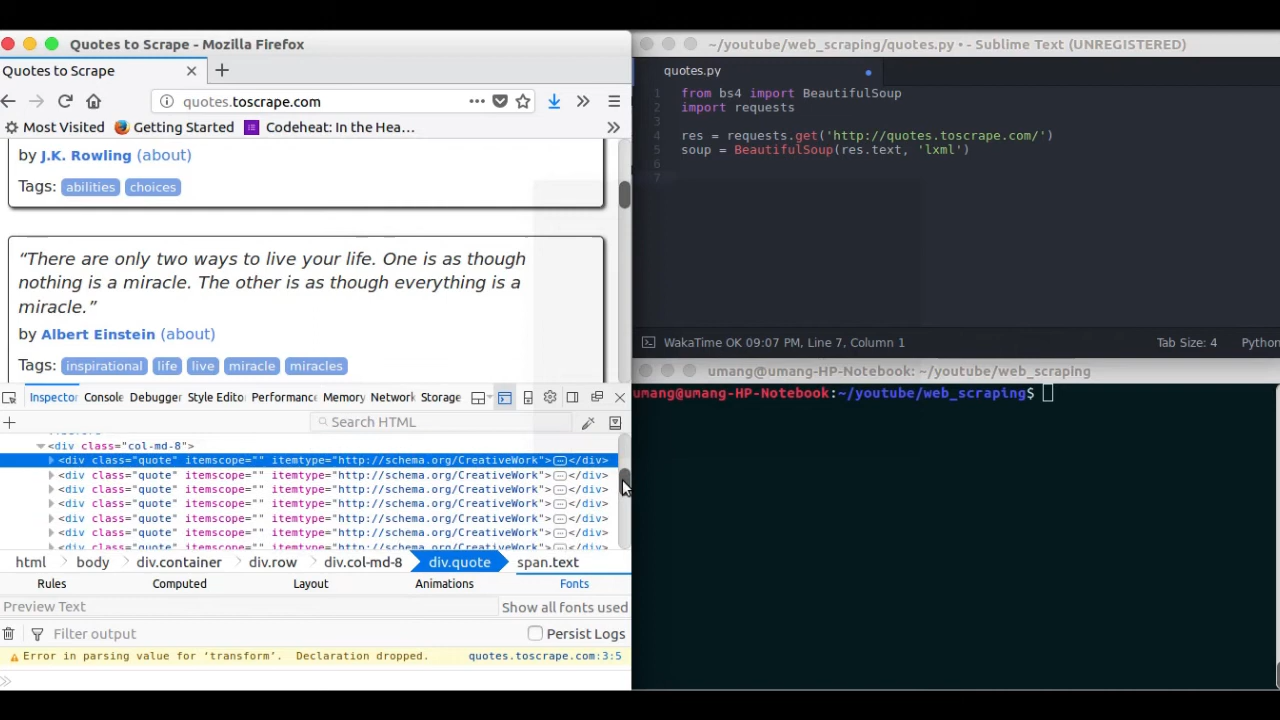 Quotes to Scrape - Mozilla Firefox
Quotes to Scrape
quotes.toscrape.com
Most Visited Getting Started Codeheat: In the Hea…
by J.K. Rowling (about)
Tags: abilities choices
“There are only two ways to live your life. One is as though
nothing is a miracle. The other is as though everything is a
miracle.”
by Albert Einstein (about)
Tags: inspirational life live miracle miracles
Inspector Console Debugger Style Edito Performance Memory Network Storage
Search HTML
<div class="col-md-8">
<div class="quote" itemscope="" itemtype="http://schema.org/CreativeWork"></div>
<div class="quote" itemscope="" itemtype="http://schema.org/CreativeWork"></div>
<div class="quote" itemscope="" itemtype="http://schema.org/CreativeWork"></div>
<div class="quote" itemscope="" itemtype="http://schema.org/CreativeWork"></div>
<div class="quote" itemscope="" itemtype="http://schema.org/CreativeWork"></div>
<div class="quote" itemscope="" itemtype="http://schema.org/CreativeWork"></div>
<div class="quote" itemscope="" itemtype="http://schema.org/CreativeWork"></div>
html body div.container div.row div.col-md-8 div.quote span.text
Rules Computed Layout Animations Fonts
Preview Text Show all fonts used
Filter output Persist Logs
Error in parsing value for ‘transform’. Declaration dropped. quotes.toscrape.com:3:5
~/youtube/web_scraping/quotes.py • - Sublime Text (UNREGISTERED)
quotes.py
1 from bs4 import BeautifulSoup
2 import requests
3
4 res = requests.get('http://quotes.toscrape.com/')
5 soup = BeautifulSoup(res.text, 'lxml')
6
7
WakaTime OK 09:07 PM, Line 7, Column 1 Tab Size: 4 Python
umang@umang-HP-Notebook: ~/youtube/web_scraping
umang@umang-HP-Notebook:~/youtube/web_scraping$